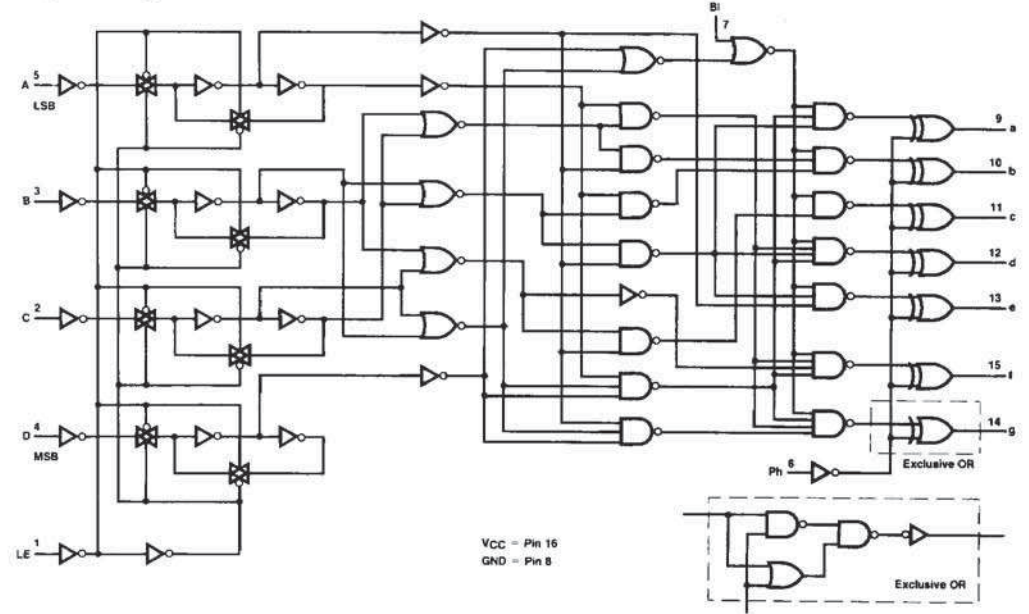 BI
7
5
A
LSB
9
a
10
b
3
B
11
c
12
d
2
C
13
e
15
f
4
D
MSB
14
g
Exclusive OR
6
Ph
1
LE
VCC = Pin 16
GND = Pin 8
Exclusive OR